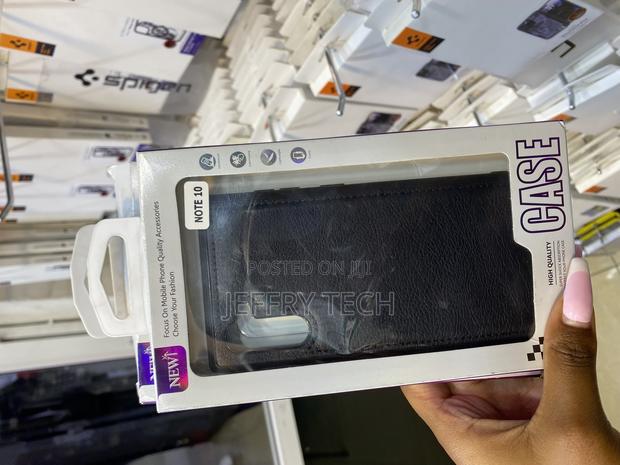 NOTE 10
Focus On Mobile Phone Quality Accessories
Choose Your Fashion
NEW!
NEW!
CASE
HIGH QUALITY
spigen
POSTED ON JIJI
JEFFRY TECH